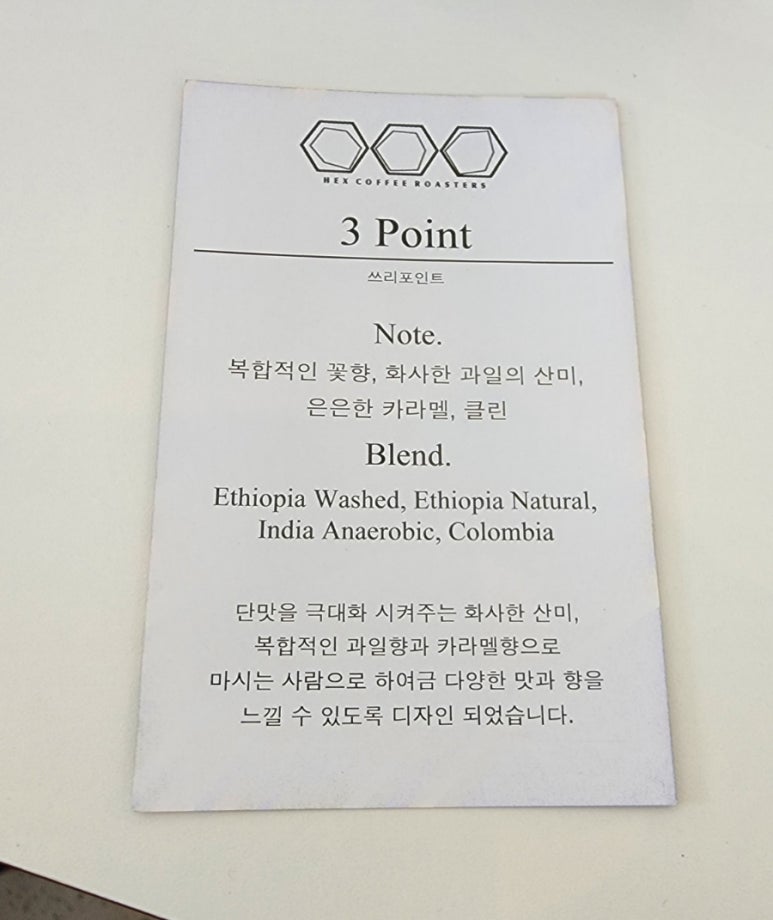 HEX COFFEE ROASTERS
3 Point
쓰리포인트
Note.
복합적인 꽃향, 화사한 과일의 산미,
은은한 카라멜, 클린
Blend.
Ethiopia Washed, Ethiopia Natural,
India Anaerobic, Colombia
단맛을 극대화 시켜주는 화사한 산미,
복합적인 과일향과 카라멜향으로
마시는 사람으로 하여금 다양한 맛과 향을
느낄 수 있도록 디자인 되었습니다.